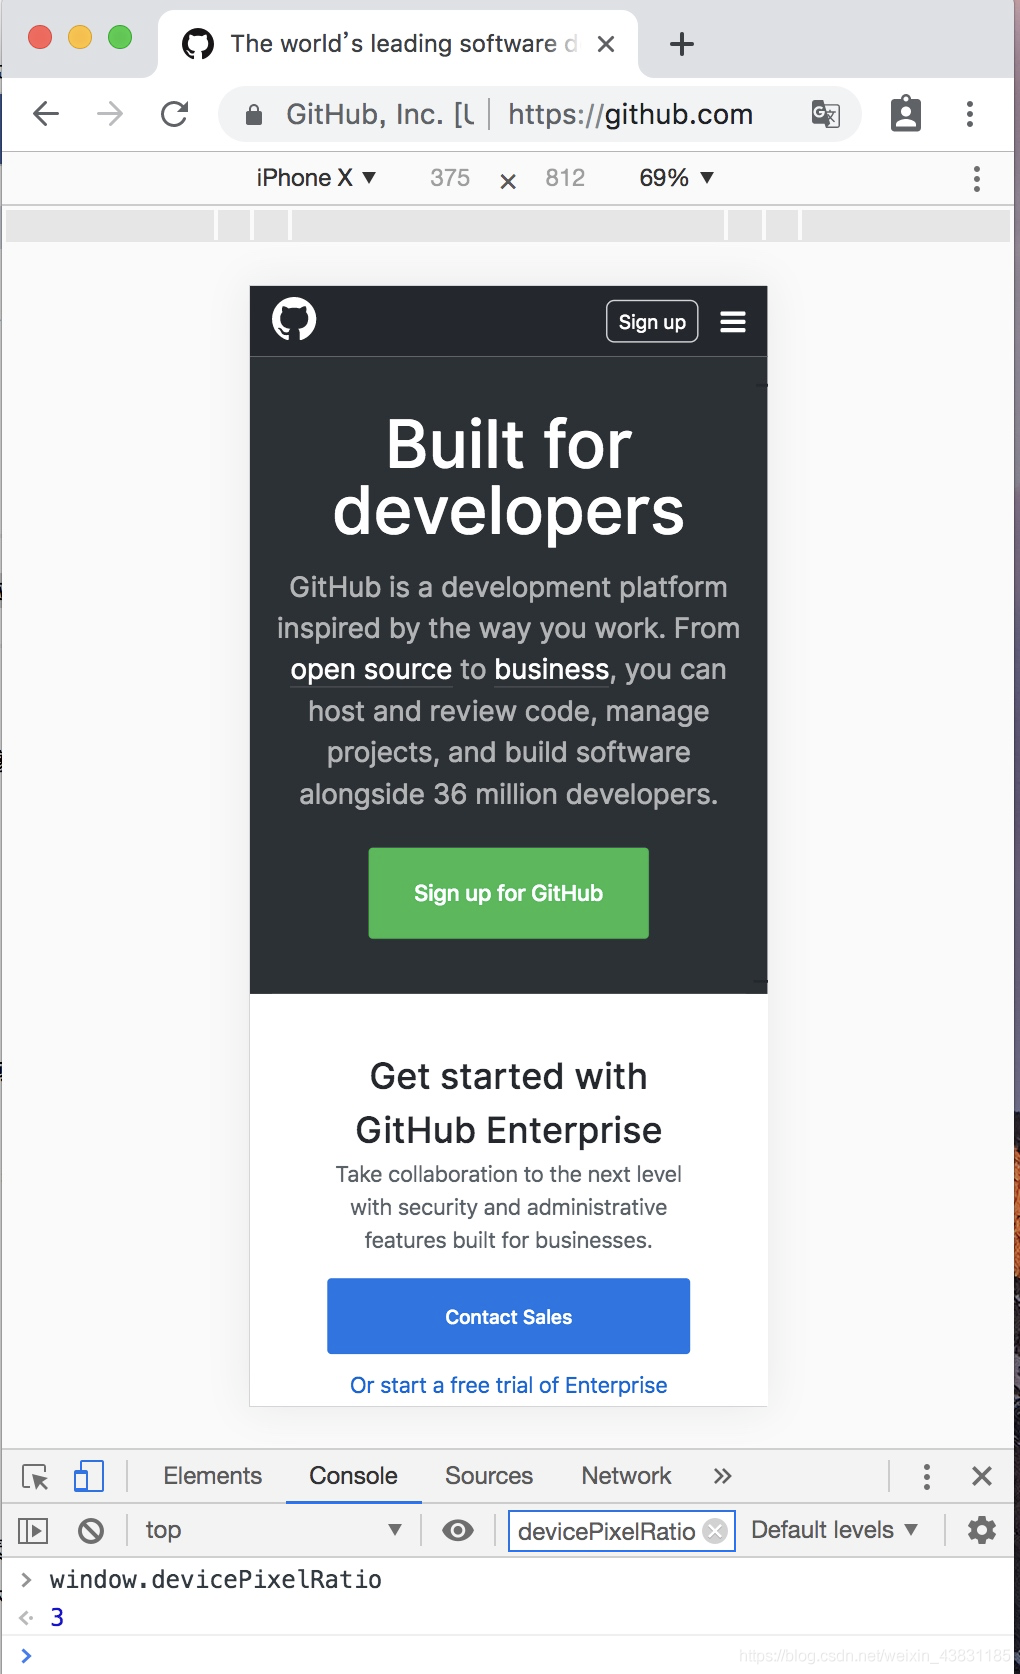 The world's leading software d
GitHub, Inc. [U | https://github.com
iPhone X ▼ 375 × 812 69% ▼
Sign up
Built for
developers
GitHub is a development platform
inspired by the way you work. From
open source to business, you can
host and review code, manage
projects, and build software
alongside 36 million developers.
Sign up for GitHub
Get started with
GitHub Enterprise
Take collaboration to the next level
with security and administrative
features built for businesses.
Contact Sales
Or start a free trial of Enterprise
Elements Console Sources Network »
top ▼ devicePixelRatio Default levels ▼
> window.devicePixelRatio
3
>
https://blog.csdn.net/weixin_43831185